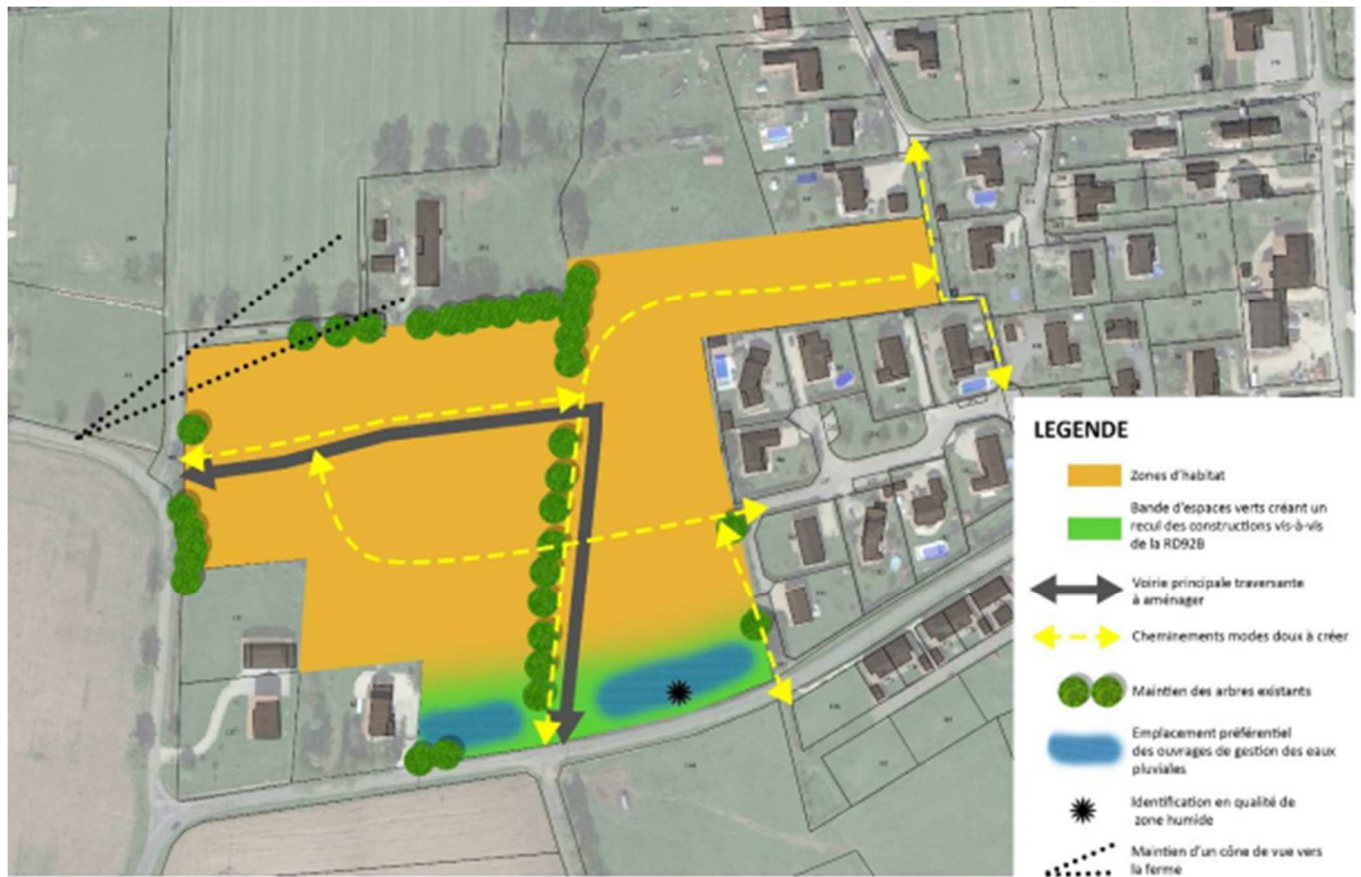 LEGENDE
Zones d'habitat
Bande d'espaces verts créant un
recul des constructions vis-à-vis
de la RD92B
Voirie principale traversante
à aménager
Cheminements modes doux à créer
Maintien des arbres existants
Emplacement préférentiel
des ouvrages de gestion des eaux
pluviales
Identification en qualité de
zone humide
Maintien d'un cône de vue vers
la ferme